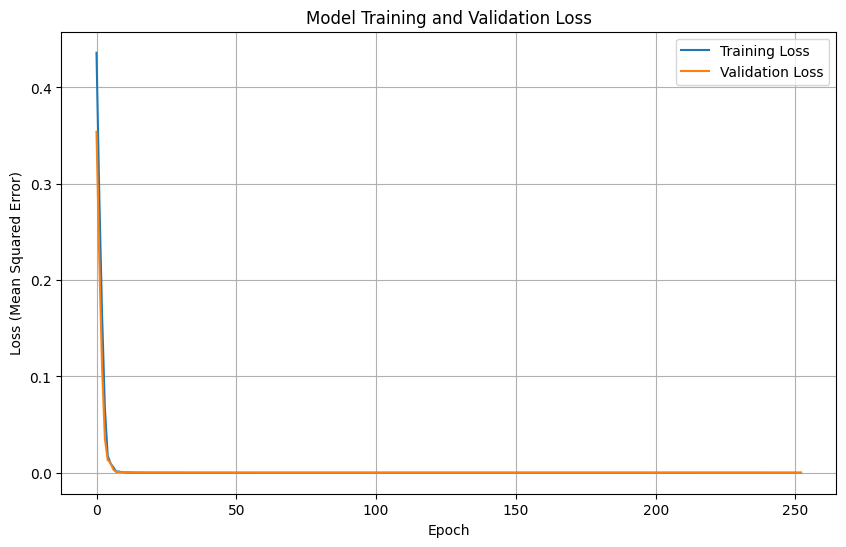 Model Training and Validation Loss
Training Loss
Validation Loss
Loss (Mean Squared Error)
0.4
0.3
0.2
0.1
0.0
0 50 100 150 200 250
Epoch